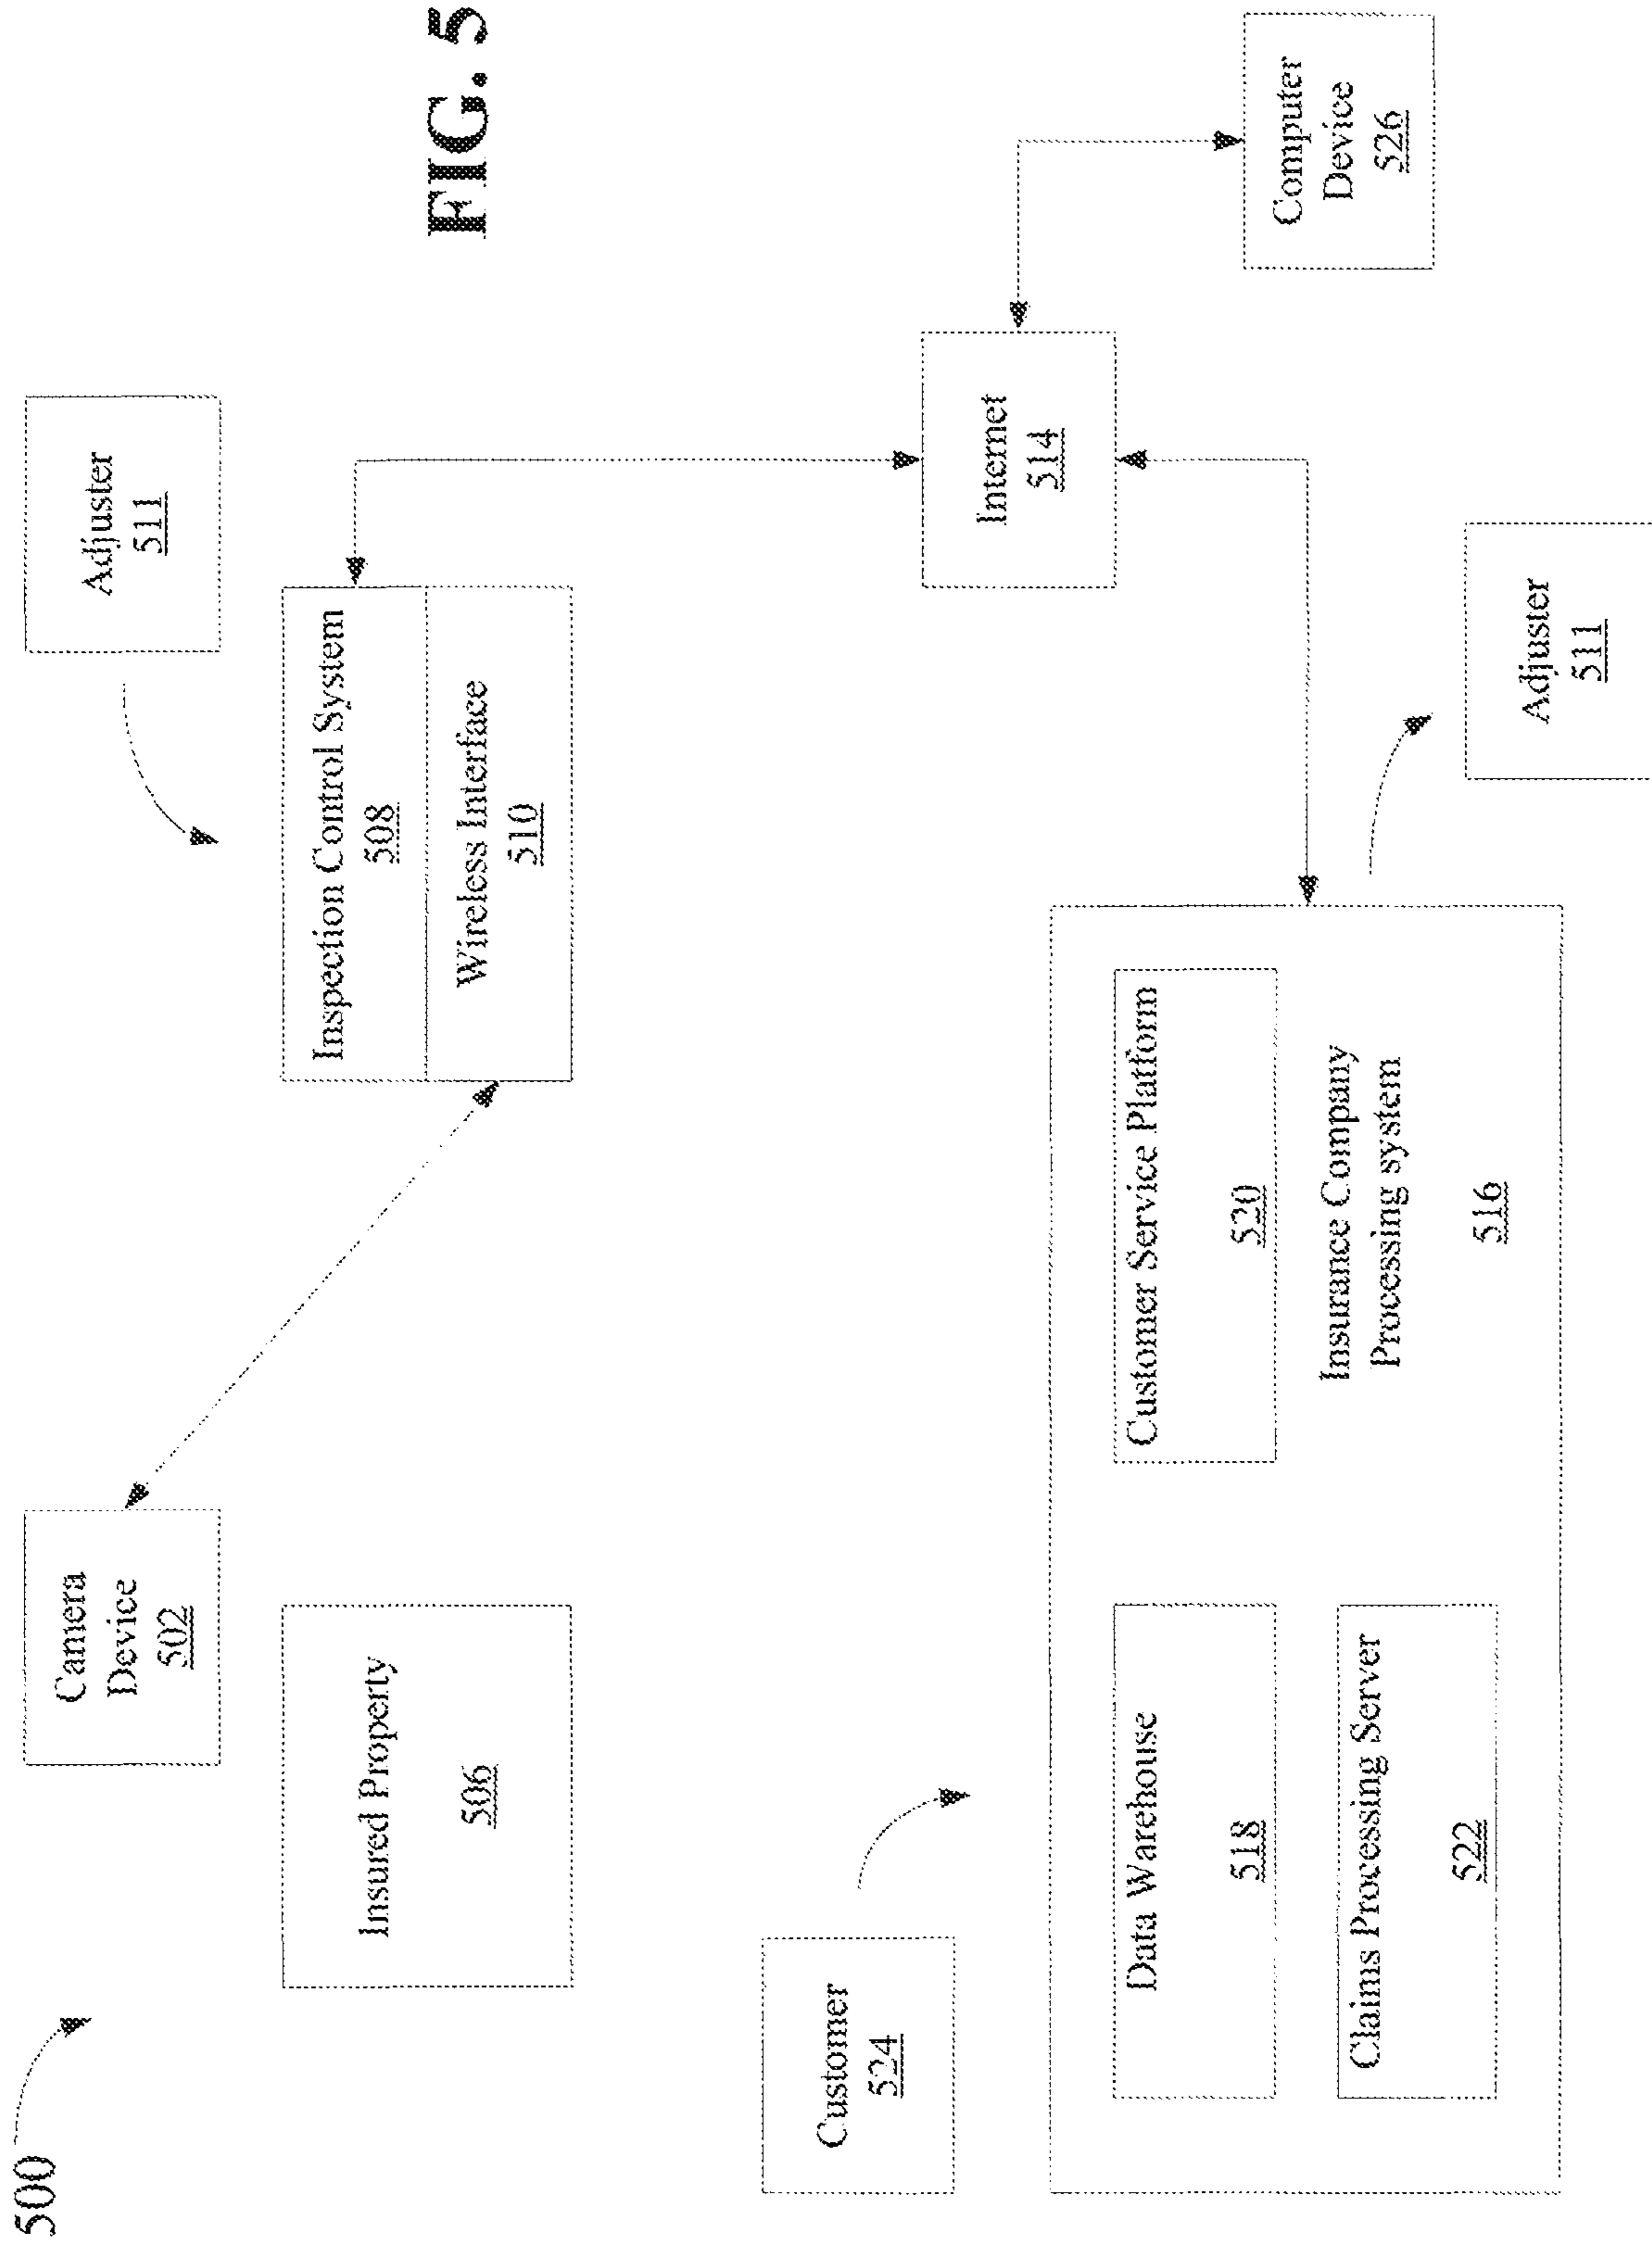 500
Camera
Device
502
Adjuster
511
Insured Property
506
Inspection Control System
508
Wireless Interface
510
FIG. 5
Customer
524
Internet
514
Data Warehouse
518
Customer Service Platform
520
Claims Processing Server
522
Insurance Company
Processing system
516
Computer
Device
526
Adjuster
511